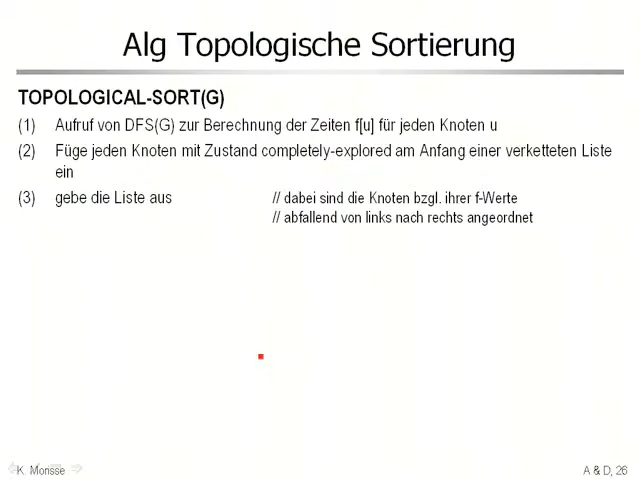 Alg Topologische Sortierung
TOPOLOGICAL-SORT(G)
(1) Aufruf von DFS(G) zur Berechnung der Zeiten f[u] für jeden Knoten u
(2) Füge jeden Knoten mit Zustand completely-explored am Anfang einer verketteten Liste
ein
(3) gebe die Liste aus // dabei sind die Knoten bzgl. ihrer f-Werte
// abfallend von links nach rechts angeordnet
K. Morisse A & D, 26